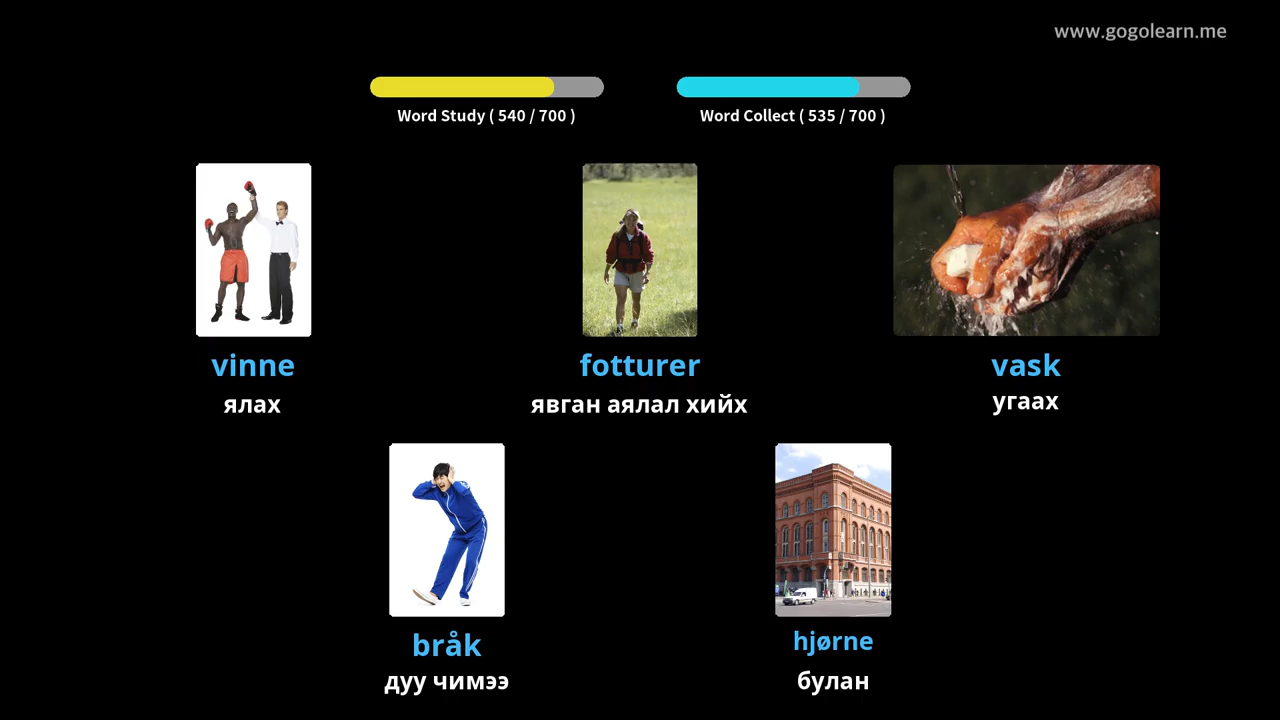 www.gogolearn.me
Word Study ( 540 / 700 )
Word Collect ( 535 / 700 )
vinne
ялах
fotturer
явган аялал хийх
vask
угаах
bråk
дуу чимээ
hjørne
булан